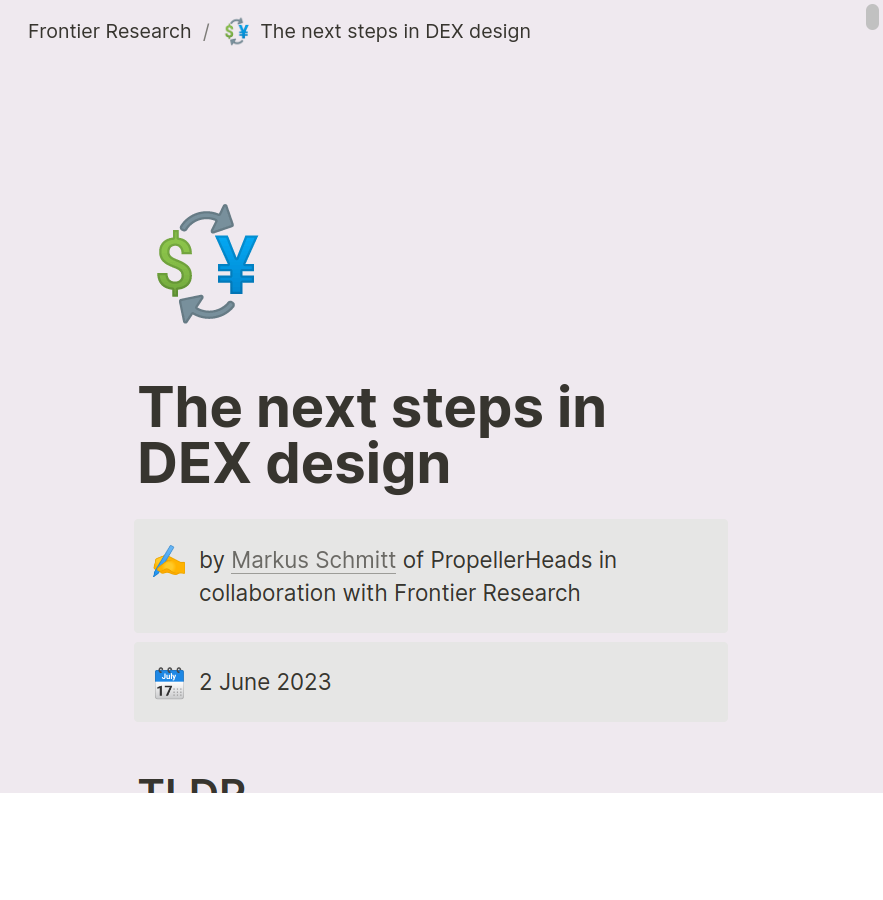 Frontier Research / The next steps in DEX design
$ ¥
The next steps in
DEX design
by Markus Schmitt of PropellerHeads in
collaboration with Frontier Research
July
17
2 June 2023
TLDR